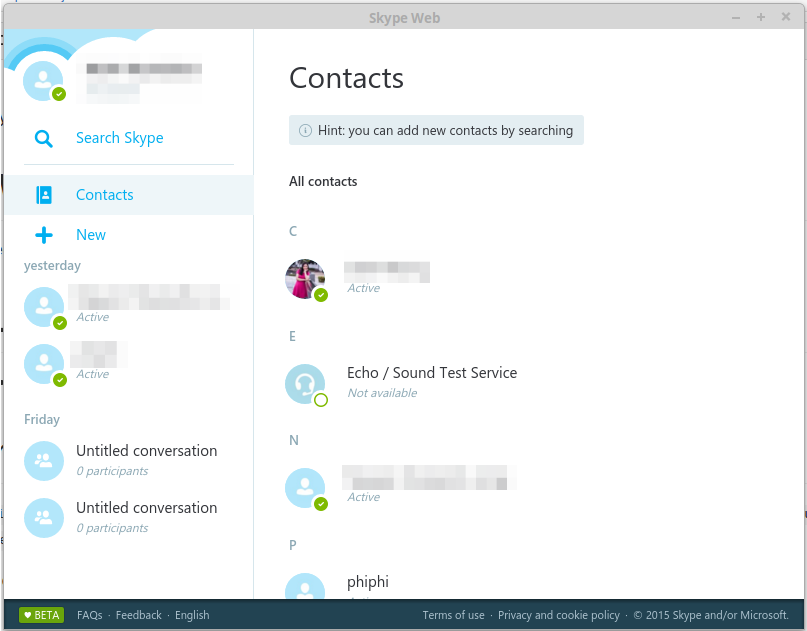 Skype Web
Search Skype
Contacts
New
yesterday
Active
Active
Friday
Untitled conversation
0 participants
Untitled conversation
0 participants
Contacts
Hint: you can add new contacts by searching
All contacts
C
Active
E
Echo / Sound Test Service
Not available
N
Active
P
phiphi
BETA FAQs · Feedback · English
Terms of use · Privacy and cookie policy · © 2015 Skype and/or Microsoft.